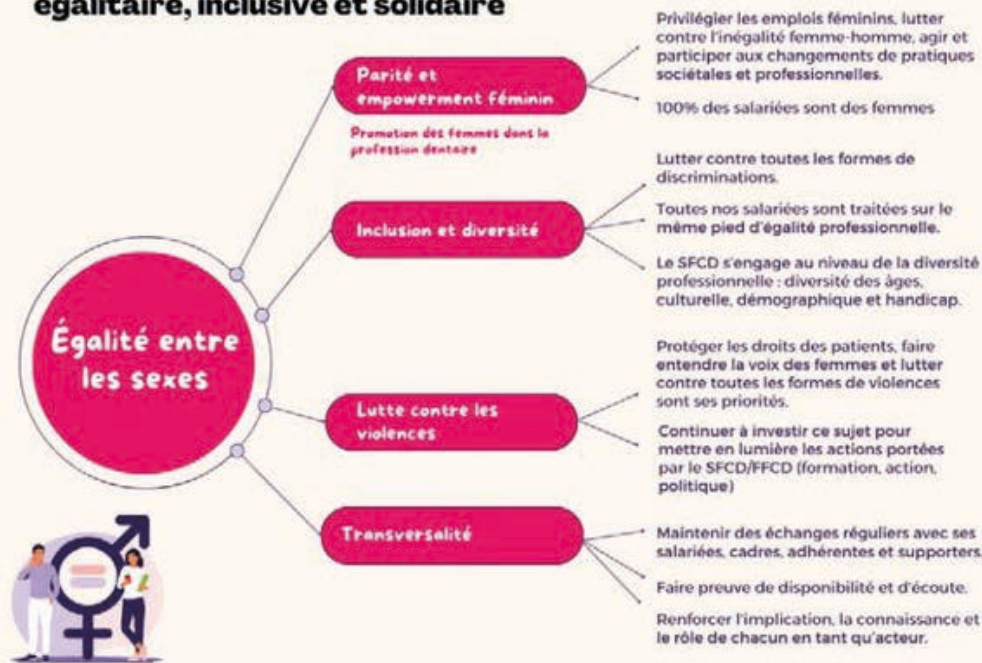 égalitaire, inclusive et solidaire
Égalité entre
les sexes
Parité et
empowerment féminin
Promotion des femmes dans la
profession dentaire
Privilégier les emplois féminins, lutter
contre l'inégalité femme-homme, agir et
participer aux changements de pratiques
sociétales et professionnelles.
100% des salariées sont des femmes
Inclusion et diversité
Lutter contre toutes les formes de
discriminations.
Toutes nos salariées sont traitées sur le
même pied d'égalité professionnelle.
Le SFCD s'engage au niveau de la diversité
professionnelle : diversité des âges,
culturelle, démographique et handicap.
Lutte contre les
violences
Protéger les droits des patients, faire
entendre la voix des femmes et lutter
contre toutes les formes de violences
sont ses priorités.
Continuer à investir ce sujet pour
mettre en lumière les actions portées
par le SFCD/FFCD (formation, action,
politique)
Transversalité
Maintenir des échanges réguliers avec ses
salariées, cadres, adhérentes et supporters.
Faire preuve de disponibilité et d'écoute.
Renforcer l'implication, la connaissance et
le rôle de chacun en tant qu'acteur.